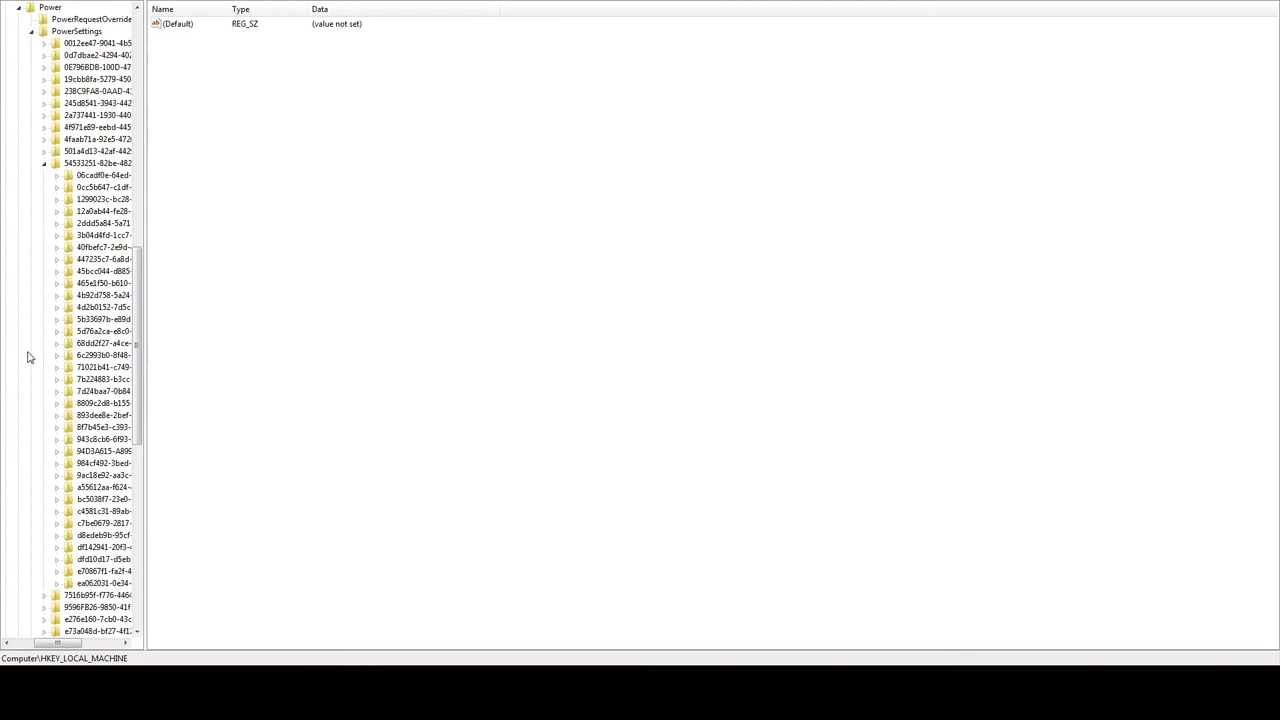 Power
PowerRequestOverride
PowerSettings
0012ee47-9041-4b5
0d7dbae2-4294-402
0E796BDB-100D-47
19cbb8fa-5279-450
238C9FA8-0AAD-41
245d8541-3943-442
2a737441-1930-440
4f971e89-eebd-445
4faab71a-92e5-4726
501a4d13-42af-4429
54533251-82be-482
06cadf0e-64ed-
0cc5b647-c1df-
1299023c-bc28-
12a0ab44-fe28-
2ddd5a84-5a71
3b04d4fd-1cc7-
40fbefc7-2e9d-
447235c7-6a8d-
45bcc044-d885-
465e1f50-b610-
4b92d758-5a24-
4d2b0152-7d5c
5b33697b-e89d
5d76a2ca-e8c0-
68dd2f27-a4ce-
6c2993b0-8f48-
71021b41-c749-
7b224883-b3cc-
7d24baa7-0b84
8809c2d8-b155-
893dee8e-2bef-
8f7b45e3-c393-
943c8cb6-6f93-
94D3A615-A899
984cf492-3bed-
9ac18e92-aa3c-
a55612aa-f624-
bc5038f7-23e0-
c4581c31-89ab-
c7be0679-2817-
d8edeb9b-95cf-
df142941-20f3-
dfd10d17-d5eb
e70867f1-fa2f-4
ea062031-0e34-
7516b95f-f776-4464
9596FB26-9850-41f
e276e160-7cb0-43c
e73a048d-bf27-4f1
Name Type Data
(Default) REG_SZ (value not set)
Computer\HKEY_LOCAL_MACHINE